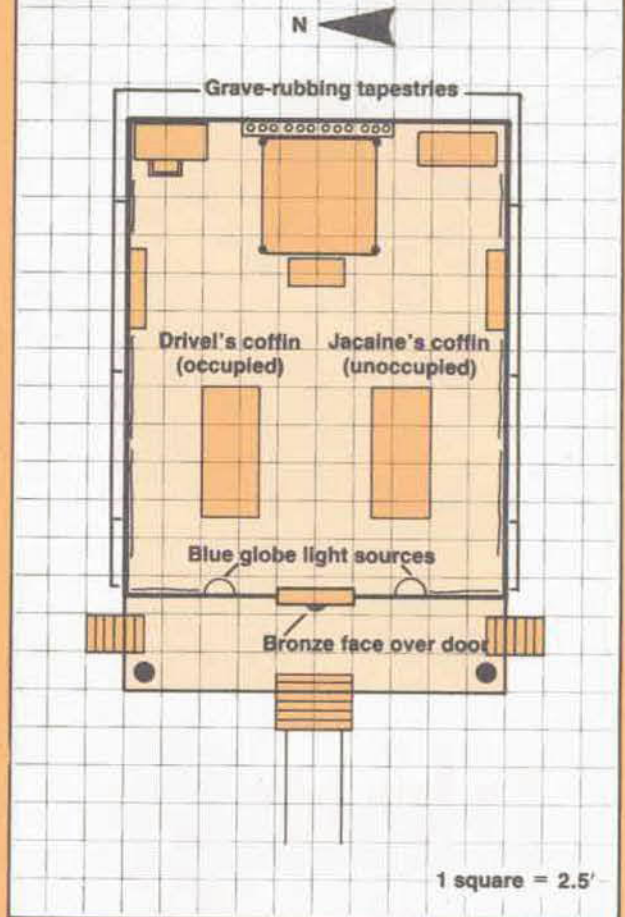 N
Grave-rubbing tapestries
Drivel's coffin
(occupied)
Jacaine's coffin
(unoccupied)
Blue globe light sources
Bronze face over door
1 square = 2.5′